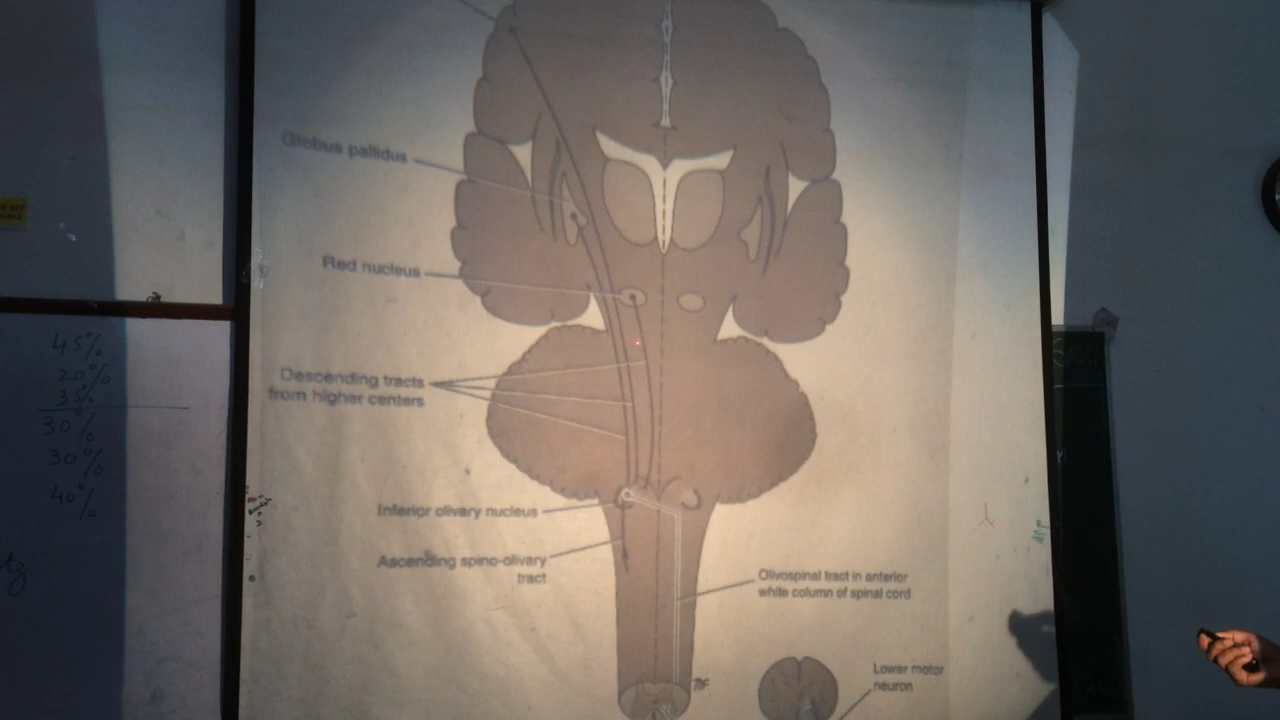 Globus pallidus
Red nucleus
Descending tracts
from higher centers
Inferior olivary nucleus
Ascending spino-olivary
tract
Olivospinal tract in anterior
white column of spinal cord
Lower motor
neuron
45%
20%
35%
30%
30%
40%